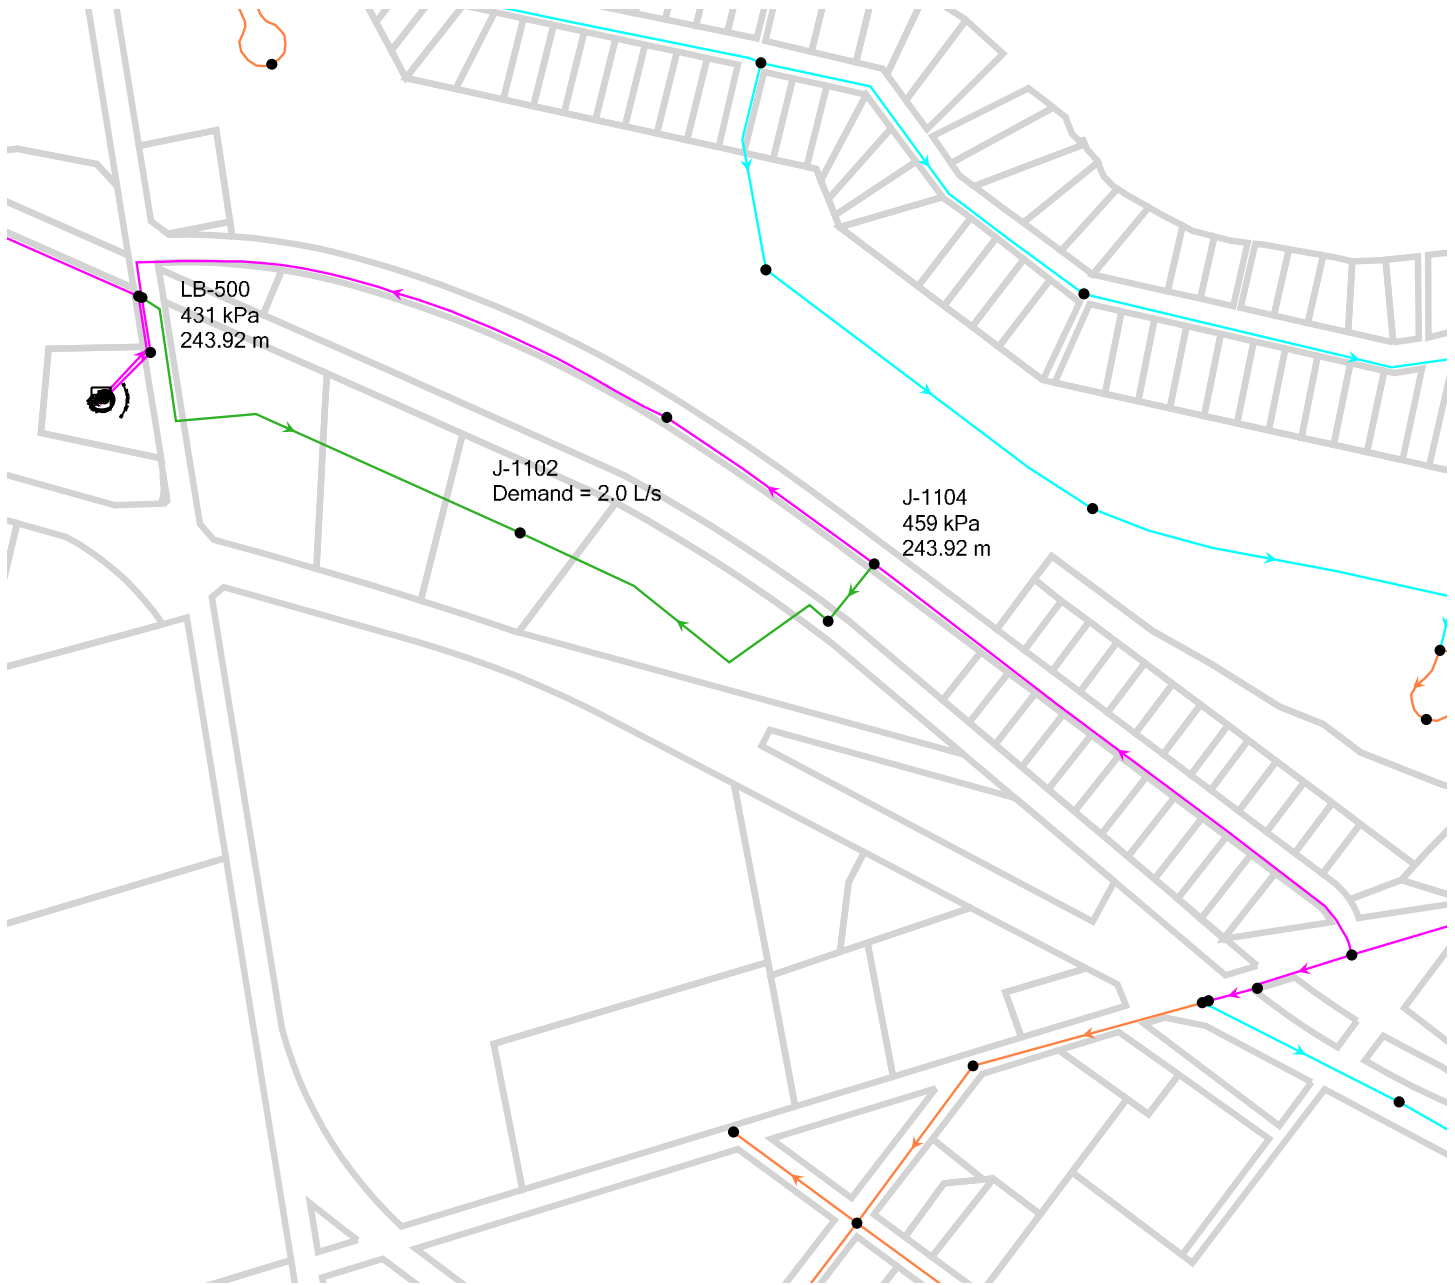 LB-500
431 kPa
243.92 m
J-1102
Demand = 2.0 L/s
J-1104
459 kPa
243.92 m